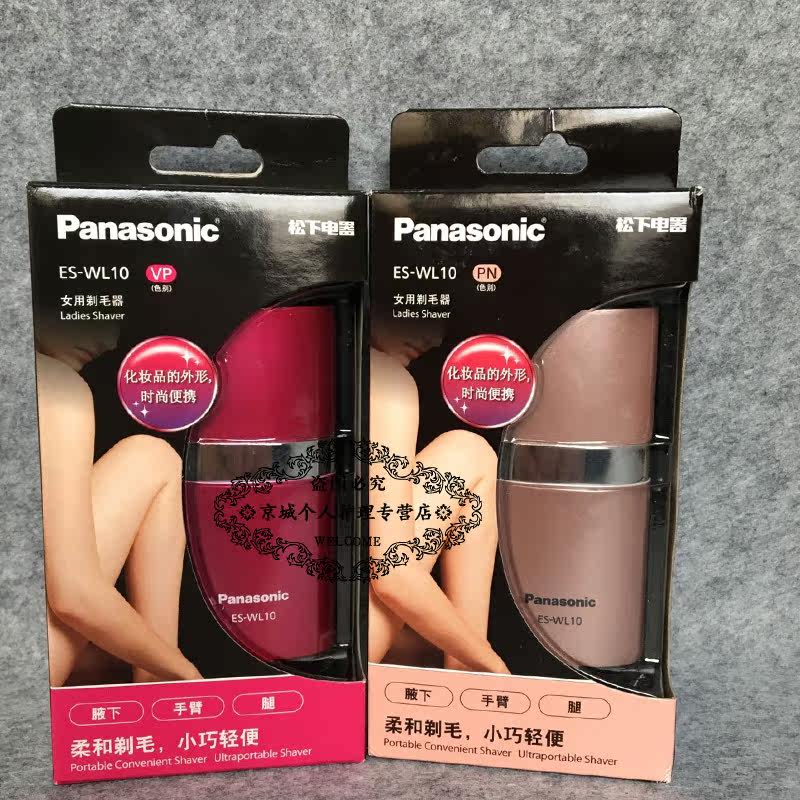 Panasonic 松下电器
ES-WL10 VP
(色别)
女用剃毛器
Ladies Shaver
化妆品的外形,
时尚便携
Panasonic
ES-WL10
腋下 手臂 腿
柔和剃毛，小巧轻便
Portable Convenient Shaver Ultraportable Shaver
Panasonic 松下电器
ES-WL10 PN
(色别)
女用剃毛器
Ladies Shaver
化妆品的外形,
时尚便携
Panasonic
ES-WL10
腋下 手臂 腿
柔和剃毛，小巧轻便
Portable Convenient Shaver Ultraportable Shaver
盗图必究
京城个人护理专营店
WELCOME